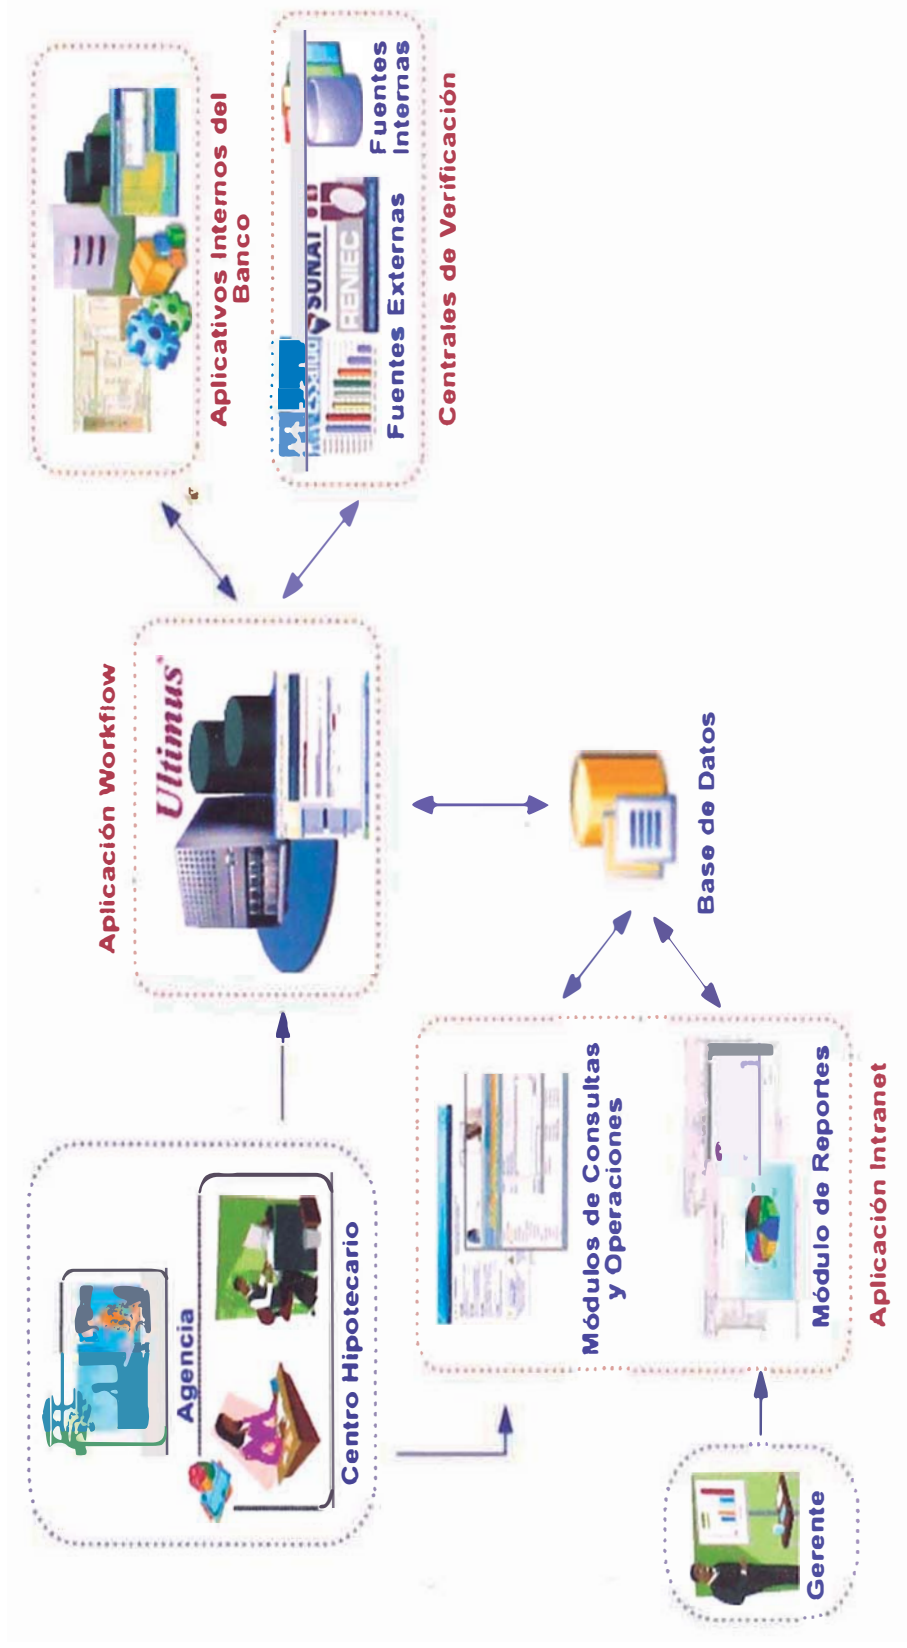 Agencia
Centro Hipotecario
Aplicación Workflow
Ultimus
Aplicativos Internos del
Banco
SUNAT
RENIEC
Fuentes Externas
Fuentes
Internas
Centrales de Verificación
Base de Datos
Módulos de Consultas
y Operaciones
Módulo de Reportes
Aplicación Intranet
Gerente